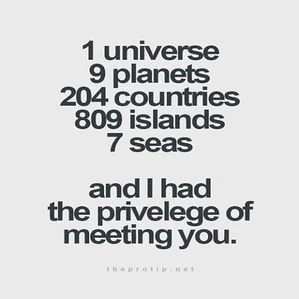 1 universe
9 planets
204 countries
809 islands
7 seas
and I had
the privelege of
meeting you.
theprotip.net